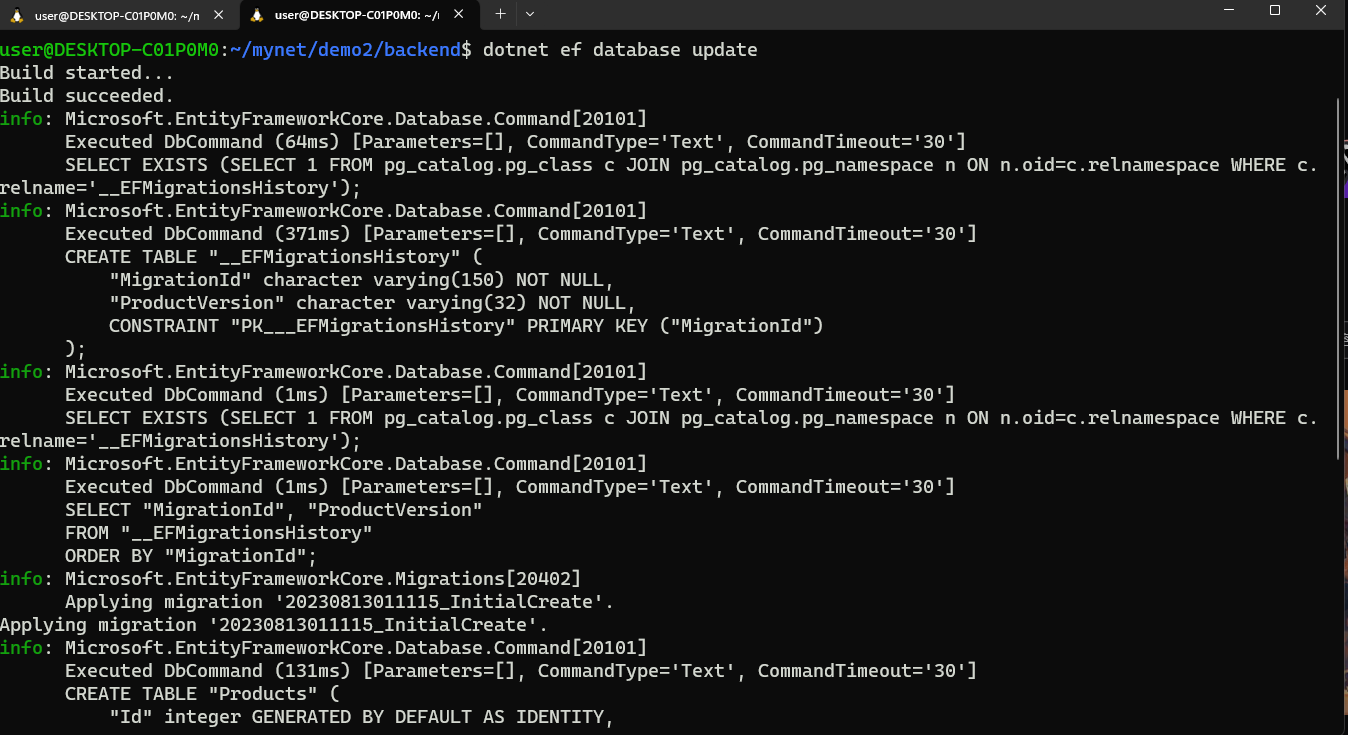 user@DESKTOP-C01P0M0: ~/n
user@DESKTOP-C01P0M0: ~/
user@DESKTOP-C01P0M0:~/mynet/demo2/backend$ dotnet ef database update
Build started...
Build succeeded.
info: Microsoft.EntityFrameworkCore.Database.Command[20101]
      Executed DbCommand (64ms) [Parameters=[], CommandType='Text', CommandTimeout='30']
      SELECT EXISTS (SELECT 1 FROM pg_catalog.pg_class c JOIN pg_catalog.pg_namespace n ON n.oid=c.relnamespace WHERE c.
relname='__EFMigrationsHistory');
info: Microsoft.EntityFrameworkCore.Database.Command[20101]
      Executed DbCommand (371ms) [Parameters=[], CommandType='Text', CommandTimeout='30']
      CREATE TABLE "__EFMigrationsHistory" (
          "MigrationId" character varying(150) NOT NULL,
          "ProductVersion" character varying(32) NOT NULL,
          CONSTRAINT "PK___EFMigrationsHistory" PRIMARY KEY ("MigrationId")
      );
info: Microsoft.EntityFrameworkCore.Database.Command[20101]
      Executed DbCommand (1ms) [Parameters=[], CommandType='Text', CommandTimeout='30']
      SELECT EXISTS (SELECT 1 FROM pg_catalog.pg_class c JOIN pg_catalog.pg_namespace n ON n.oid=c.relnamespace WHERE c.
relname='__EFMigrationsHistory');
info: Microsoft.EntityFrameworkCore.Database.Command[20101]
      Executed DbCommand (1ms) [Parameters=[], CommandType='Text', CommandTimeout='30']
      SELECT "MigrationId", "ProductVersion"
      FROM "__EFMigrationsHistory"
      ORDER BY "MigrationId";
info: Microsoft.EntityFrameworkCore.Migrations[20402]
      Applying migration '20230813011115_InitialCreate'.
Applying migration '20230813011115_InitialCreate'.
info: Microsoft.EntityFrameworkCore.Database.Command[20101]
      Executed DbCommand (131ms) [Parameters=[], CommandType='Text', CommandTimeout='30']
      CREATE TABLE "Products" (
          "Id" integer GENERATED BY DEFAULT AS IDENTITY,